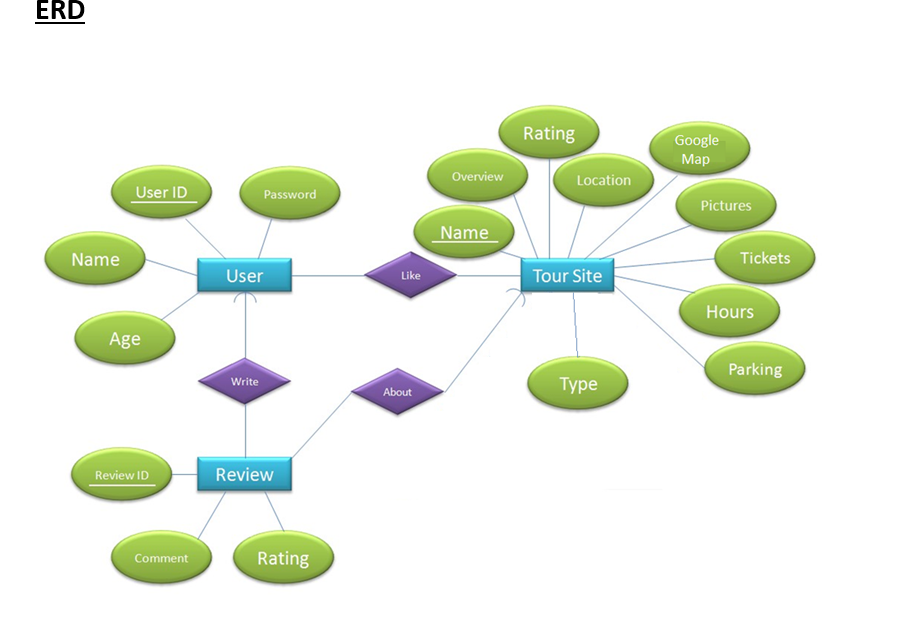 ERD
Rating
Google
Map
Overview
Location
User ID
Password
Pictures
Name
Name
Tickets
User
Like
Tour Site
Hours
Age
Parking
Write
About
Type
Review ID
Review
Comment
Rating